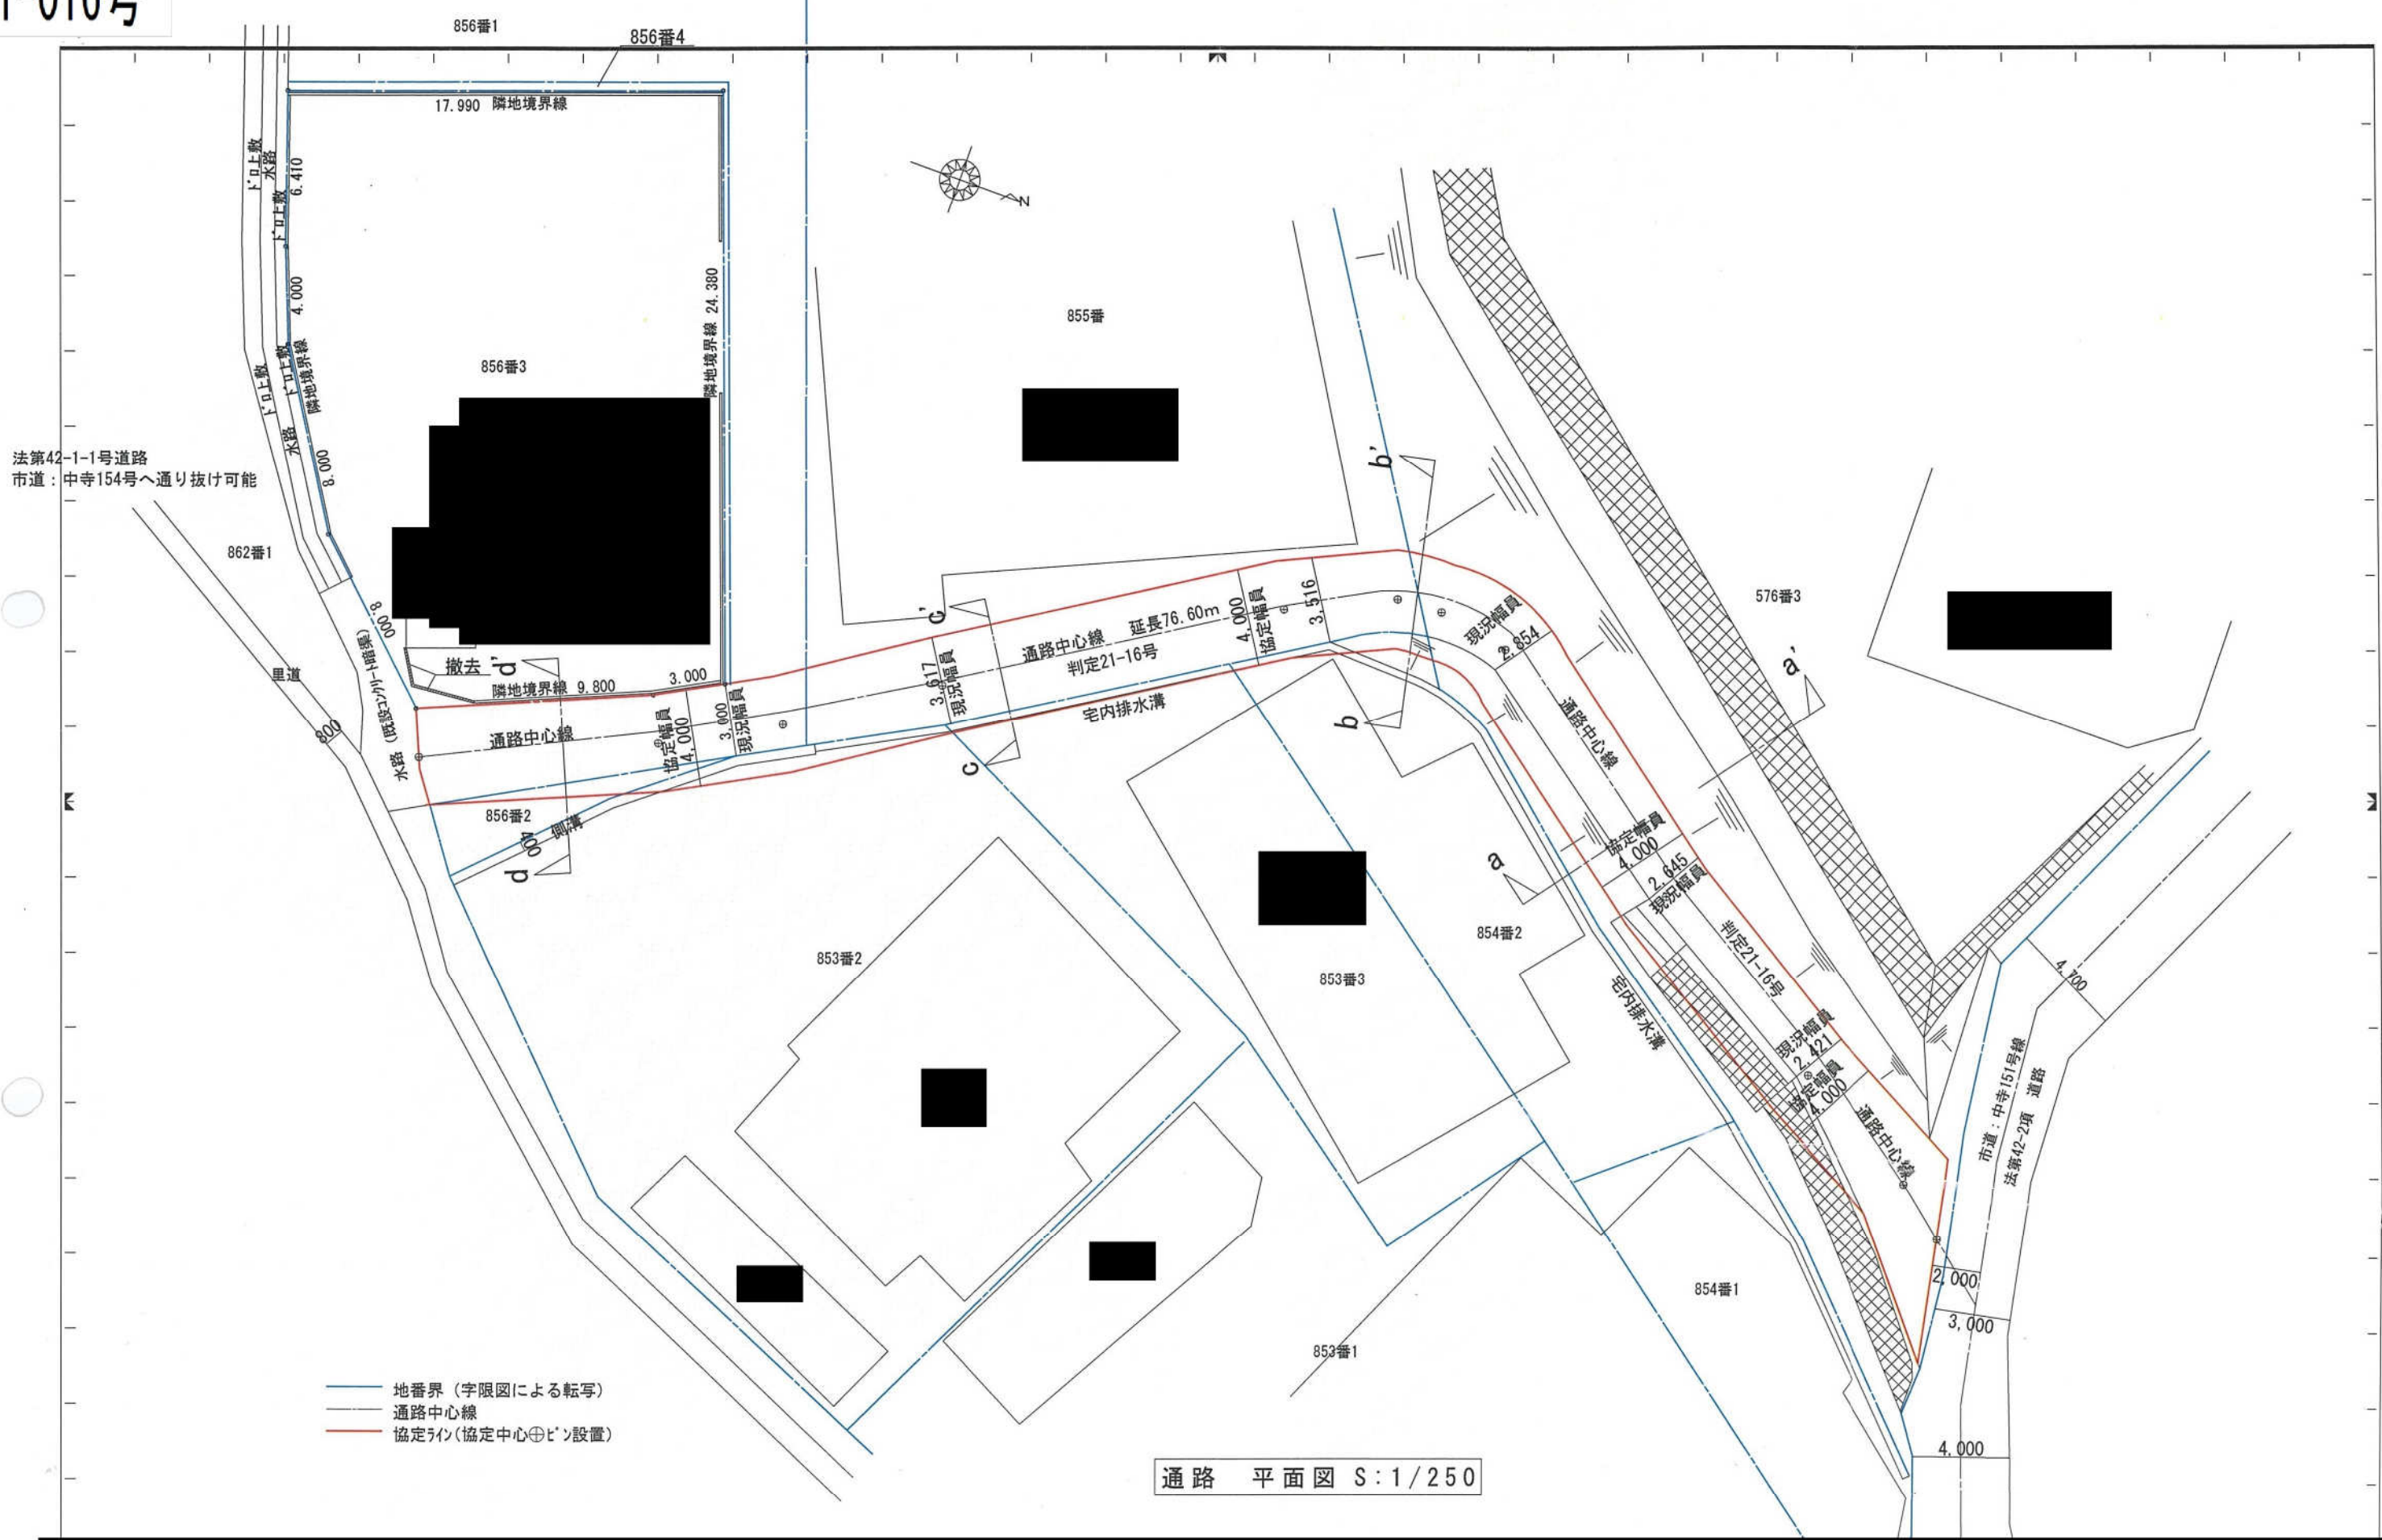 010号
856番1
856番4
17.990 隣地境界線
ドロ上敷
水路
ドロ上敷
6.410
4.000
隣地境界線 24.380
N
855番
856番3
ドロ上敷
ドロ上敷
隣地境界線
水路
8.000
法第42-1-1号道路
市道：中寺154号へ通り抜け可能
862番1
b'
576番3
a'
8.000
水路（既設コンクリート暗渠）
里道
800
撤去
d'
隣地境界線 9.800
3.000
c'
3.617
現況幅員
通路中心線 延長76.60m
判定21-16号
4.000
協定幅員
3.516
現況幅員
2.854
通路中心線
通路中心線
協定幅員
4.000
3.000
現況幅員
宅内排水溝
b
c
856番2
400
側溝
d
a
協定幅員
4.000
2.645
現況幅員
判定21-16号
853番2
853番3
854番2
宅内排水溝
現況幅員
2.421
協定幅員
4.000
通路中心線
4.700
市道：中寺151号線
法第42-2項 道路
2.000
3.000
854番1
853番1
4.000
地番界（字限図による転写）
通路中心線
協定ライン(協定中心⊕ピン設置)
通路 平面図 S:1/250